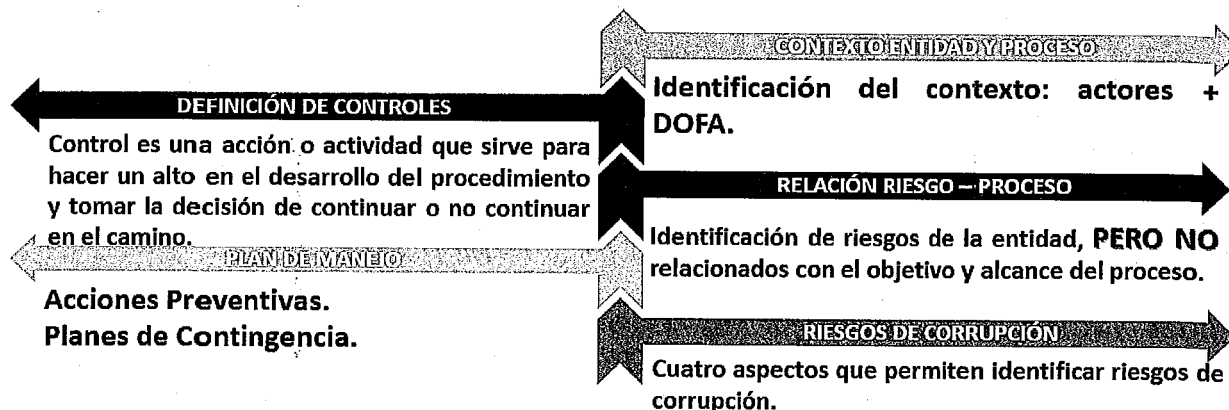 CONTEXTO ENTIDAD Y PROCESO
Identificación del contexto: actores +
DOFA.
DEFINICIÓN DE CONTROLES
Control es una acción o actividad que sirve para
hacer un alto en el desarrollo del procedimiento
y tomar la decisión de continuar o no continuar
en el camino.
RELACIÓN RIESGO – PROCESO
Identificación de riesgos de la entidad, PERO NO
relacionados con el objetivo y alcance del proceso.
PLAN DE MANEJO
Acciones Preventivas.
Planes de Contingencia.
RIESGOS DE CORRUPCIÓN
Cuatro aspectos que permiten identificar riesgos de
corrupción.